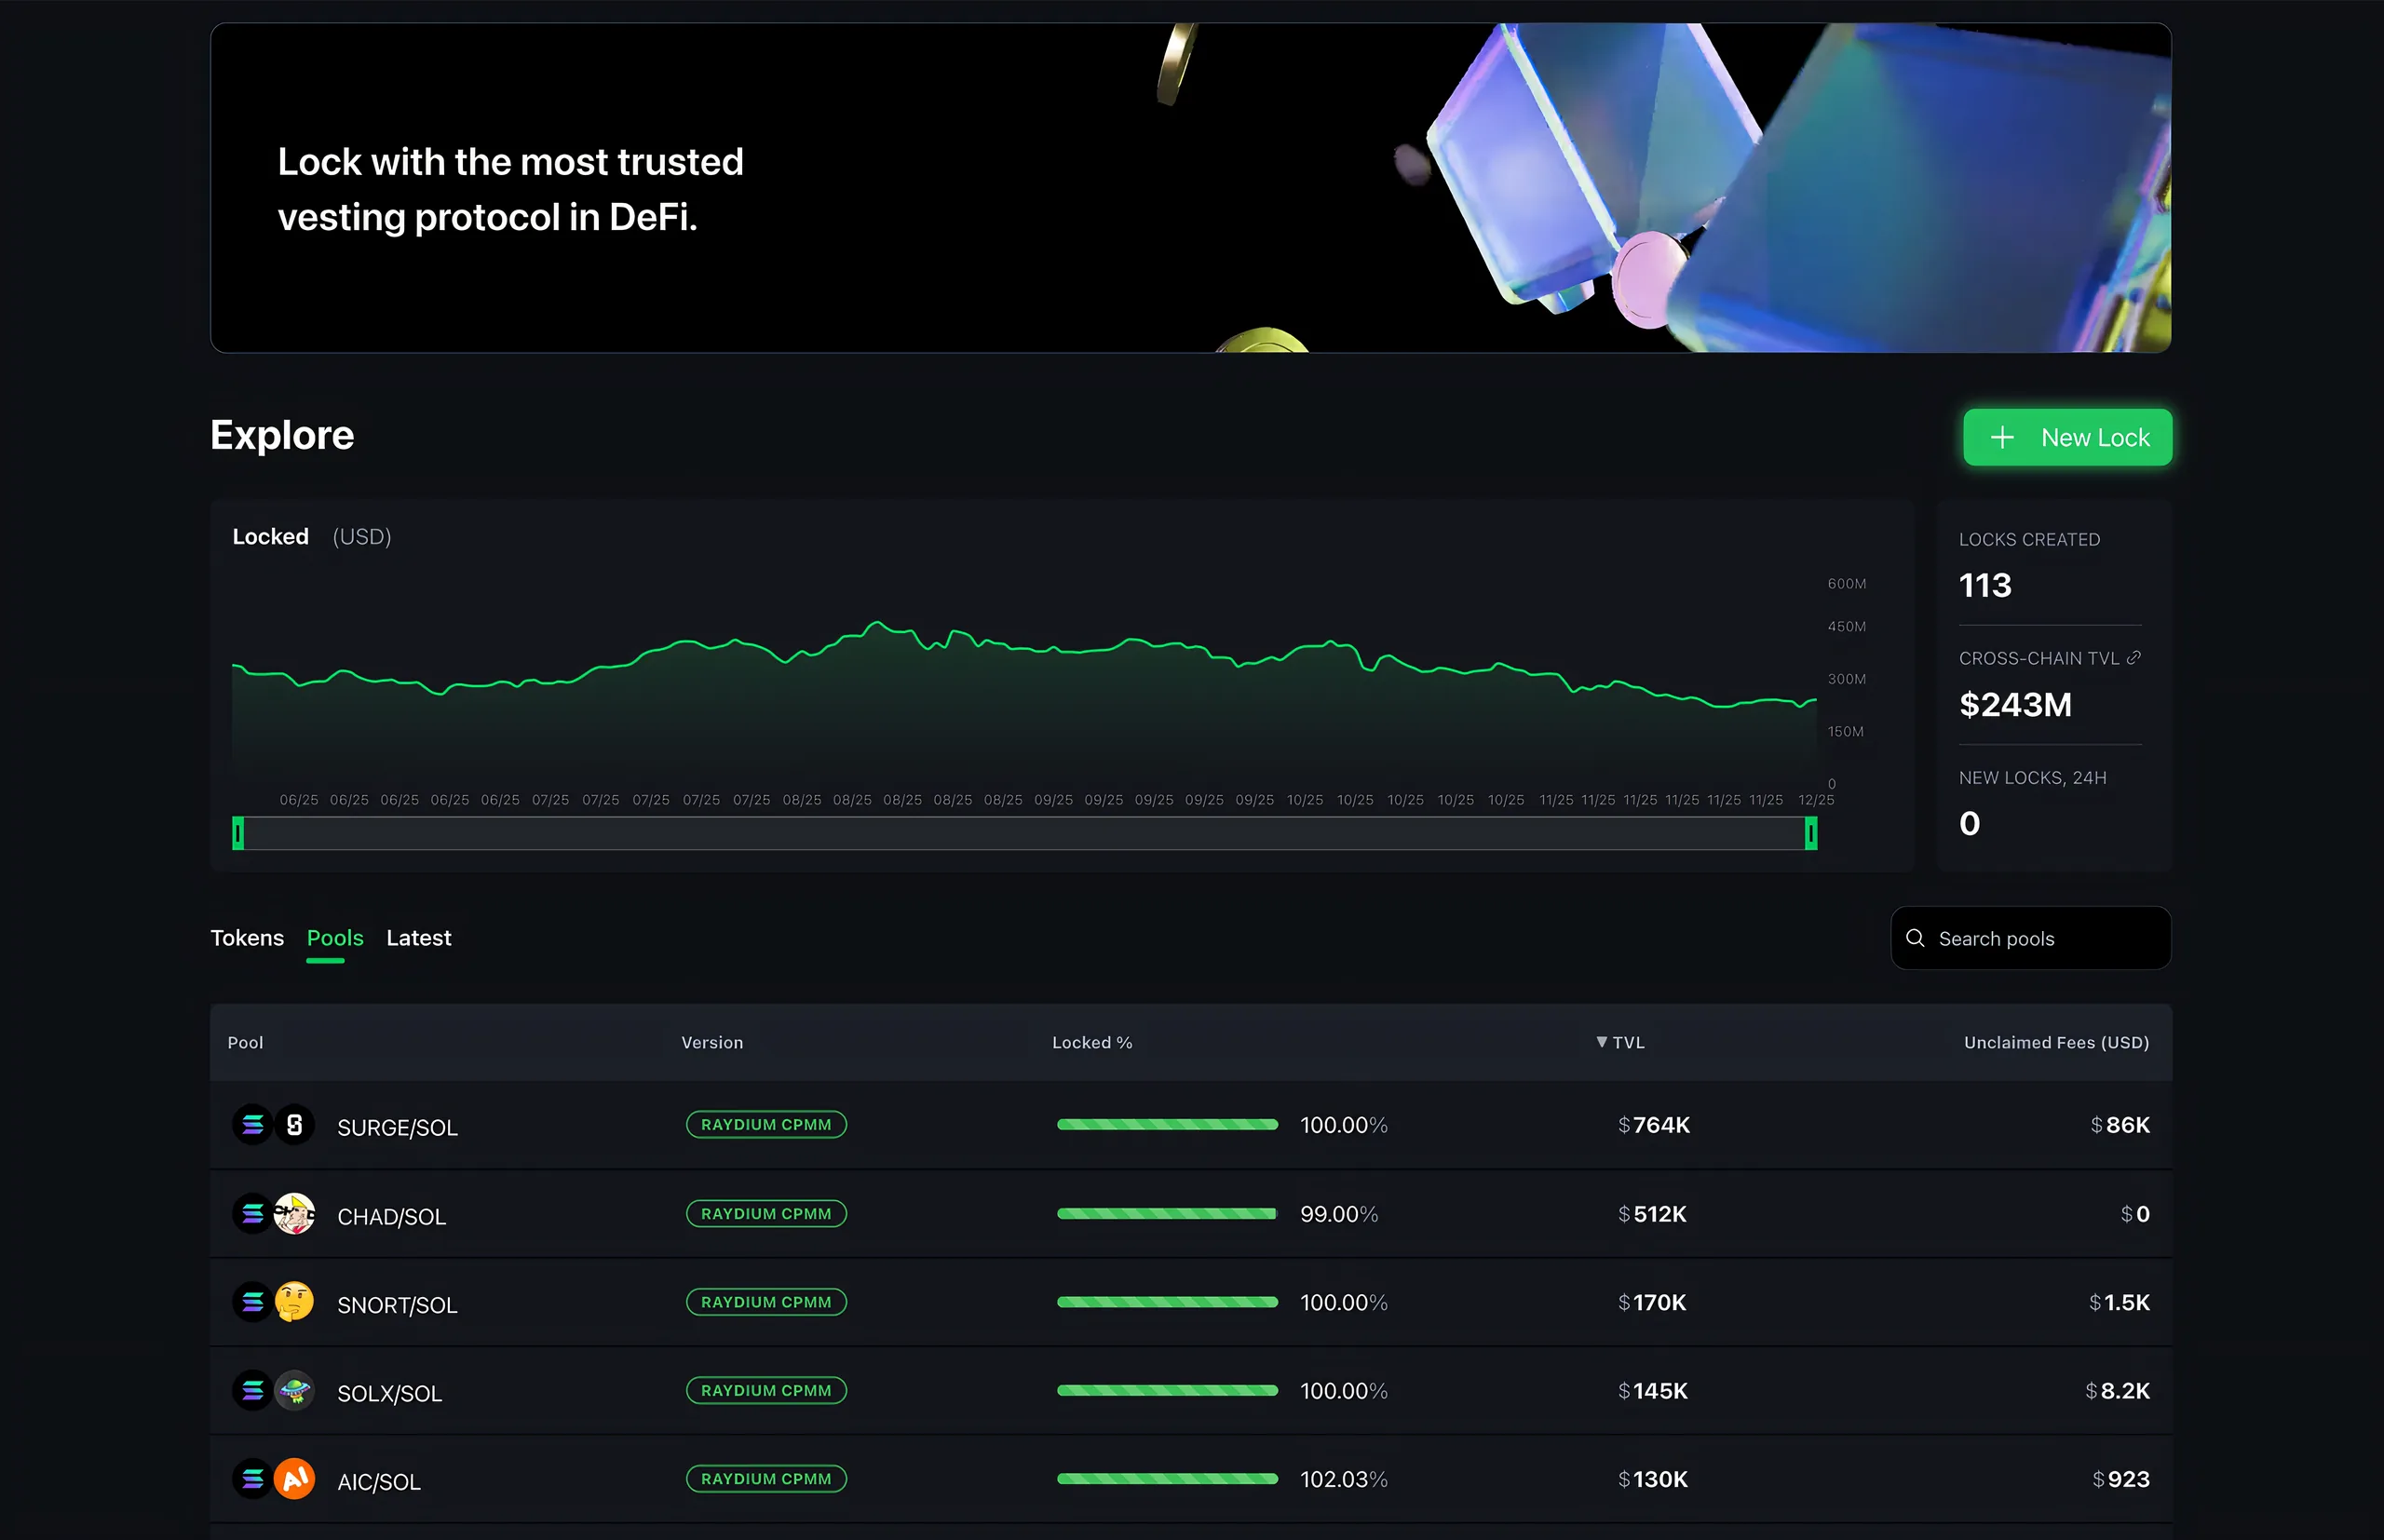 Lock with the most trusted
vesting protocol in DeFi.
Explore
+ New Lock
Locked (USD)
600M
450M
300M
150M
0
06/25 06/25 06/25 06/25 06/25 07/25 07/25 07/25 07/25 07/25 08/25 08/25 08/25 08/25 08/25 09/25 09/25 09/25 09/25 09/25 10/25 10/25 10/25 10/25 10/25 11/25 11/25 11/25 11/25 11/25 11/25 12/25
LOCKS CREATED
113
CROSS-CHAIN TVL
$243M
NEW LOCKS, 24H
0
Tokens Pools Latest
Search pools
Pool Version Locked % ▼ TVL Unclaimed Fees (USD)
SURGE/SOL RAYDIUM CPMM 100.00% $764K $86K
CHAD/SOL RAYDIUM CPMM 99.00% $512K $0
SNORT/SOL RAYDIUM CPMM 100.00% $170K $1.5K
SOLX/SOL RAYDIUM CPMM 100.00% $145K $8.2K
AIC/SOL RAYDIUM CPMM 102.03% $130K $923